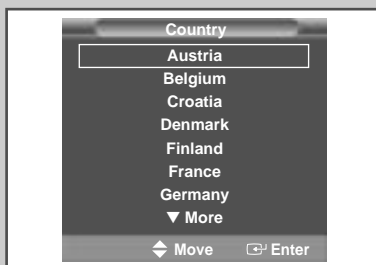 Country
Austria
Belgium
Croatia
Denmark
Finland
France
Germany
▼ More
Move Enter